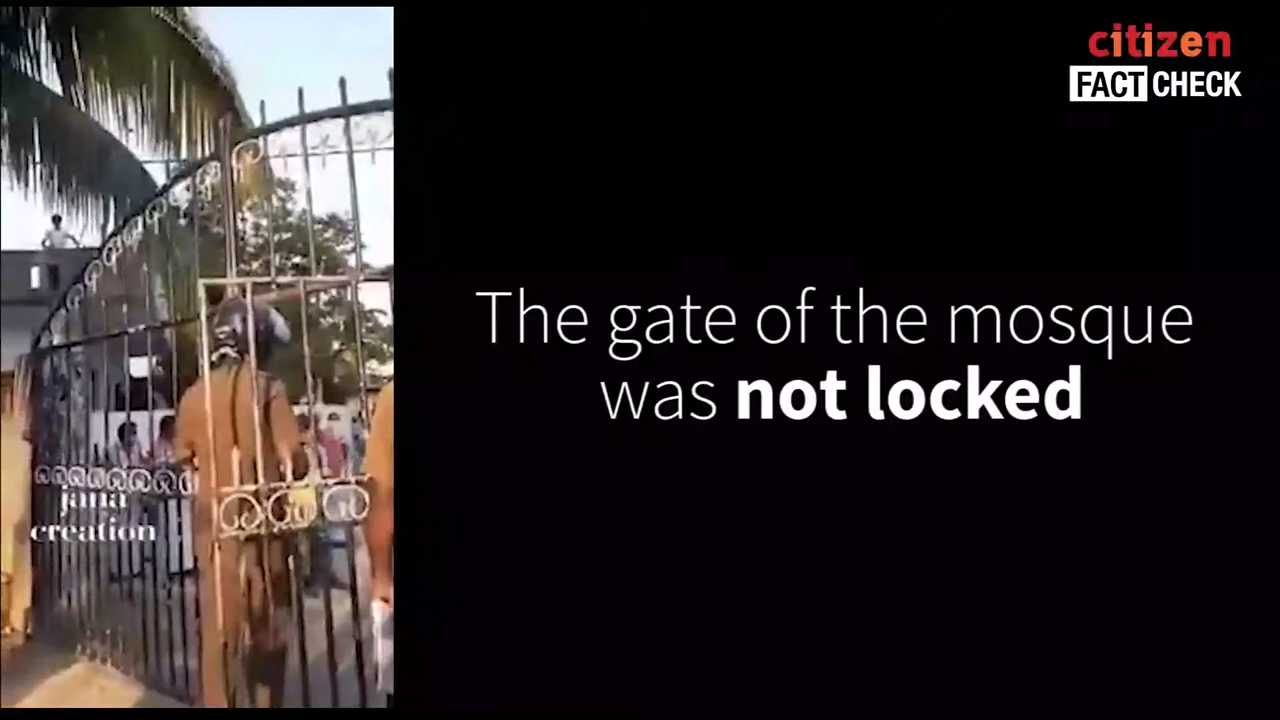 citizen
FACT CHECK
The gate of the mosque
was not locked
jana
creation